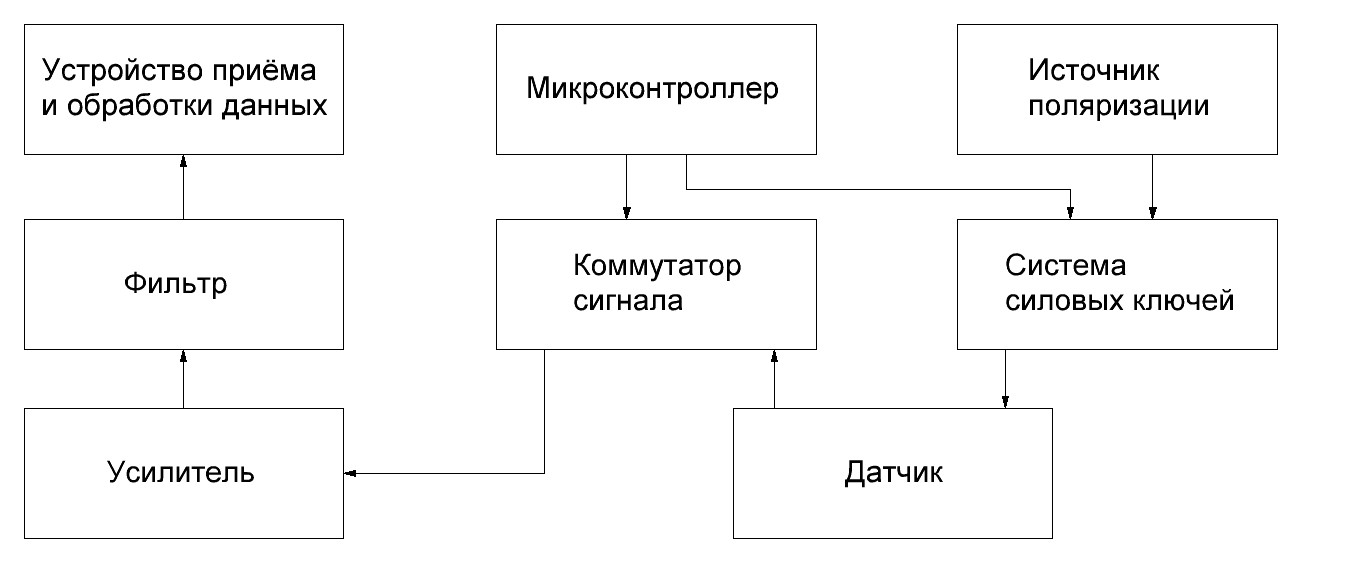 Устройство приёма
и обработки данных
Микроконтроллер
Источник
поляризации
Фильтр
Коммутатор
сигнала
Система
силовых ключей
Усилитель
Датчик